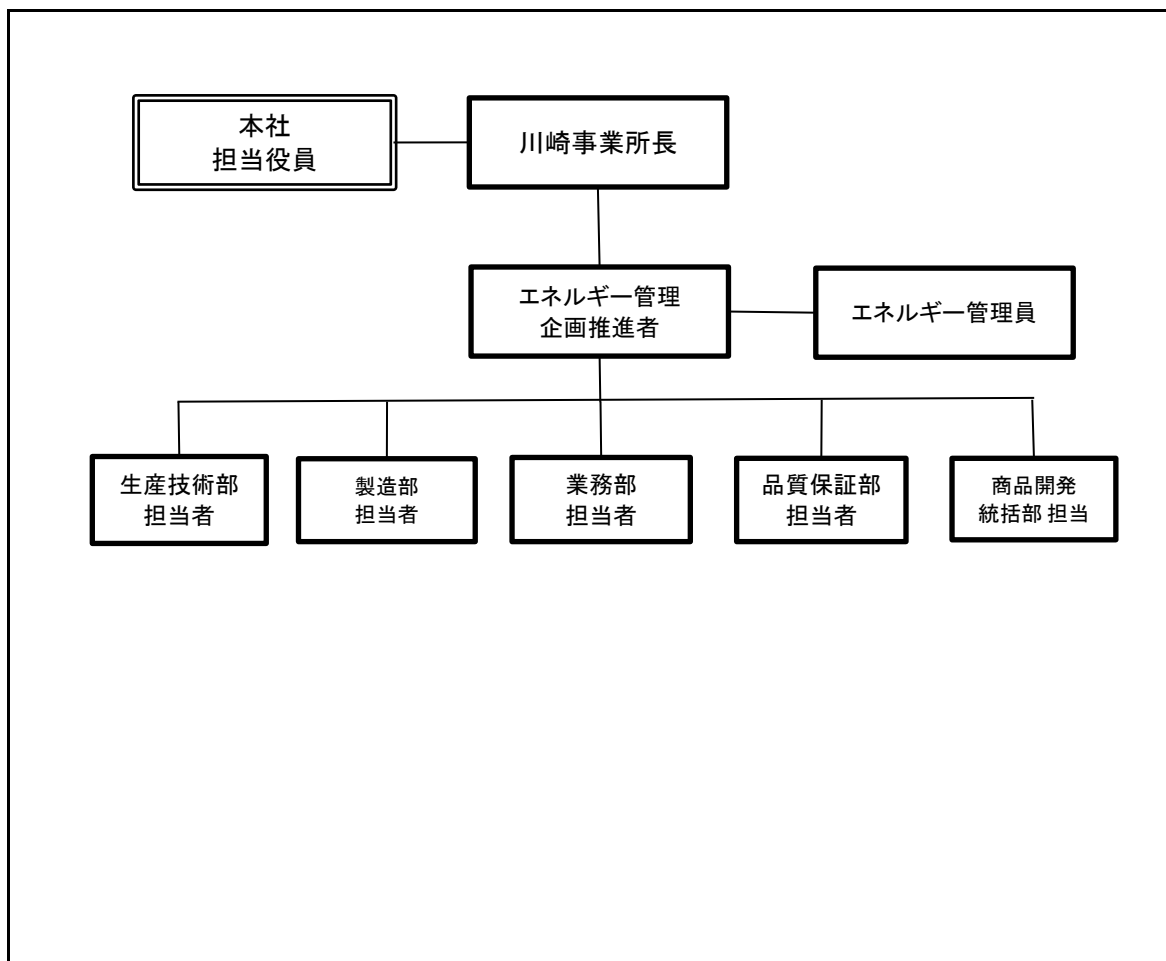 本社
担当役員
川崎事業所長
エネルギー管理
企画推進者
エネルギー管理員
生産技術部
担当者
製造部
担当者
業務部
担当者
品質保証部
担当者
商品開発
統括部 担当